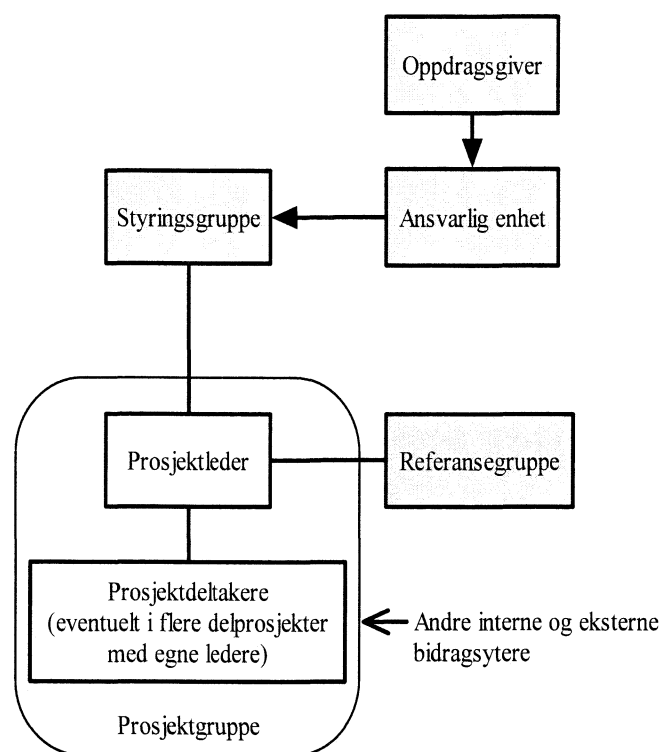 Oppdragsgiver
Styringsgruppe
Ansvarlig enhet
Prosjektleder
Referansegruppe
Prosjektdeltakere
(eventuelt i flere delprosjekter
med egne ledere)
Andre interne og eksterne
bidragsytere
Prosjektgruppe